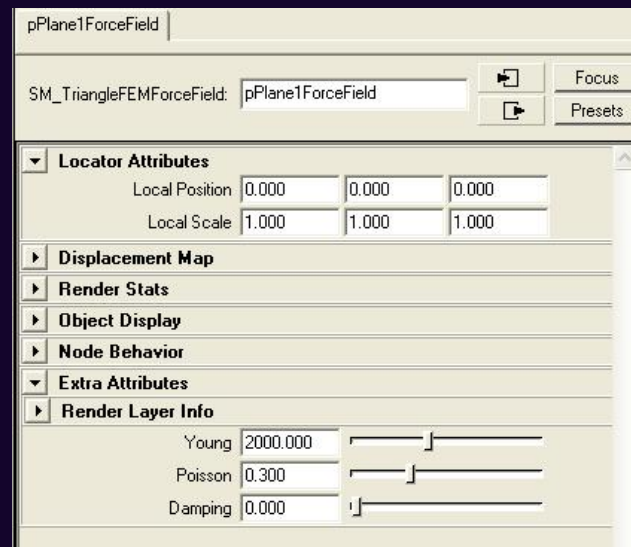 pPlane1ForceField
SM_TriangleFEMForceField: pPlane1ForceField
Focus
Presets
Locator Attributes
Local Position 0.000 0.000 0.000
Local Scale 1.000 1.000 1.000
Displacement Map
Render Stats
Object Display
Node Behavior
Extra Attributes
Render Layer Info
Young 2000.000
Poisson 0.300
Damping 0.000